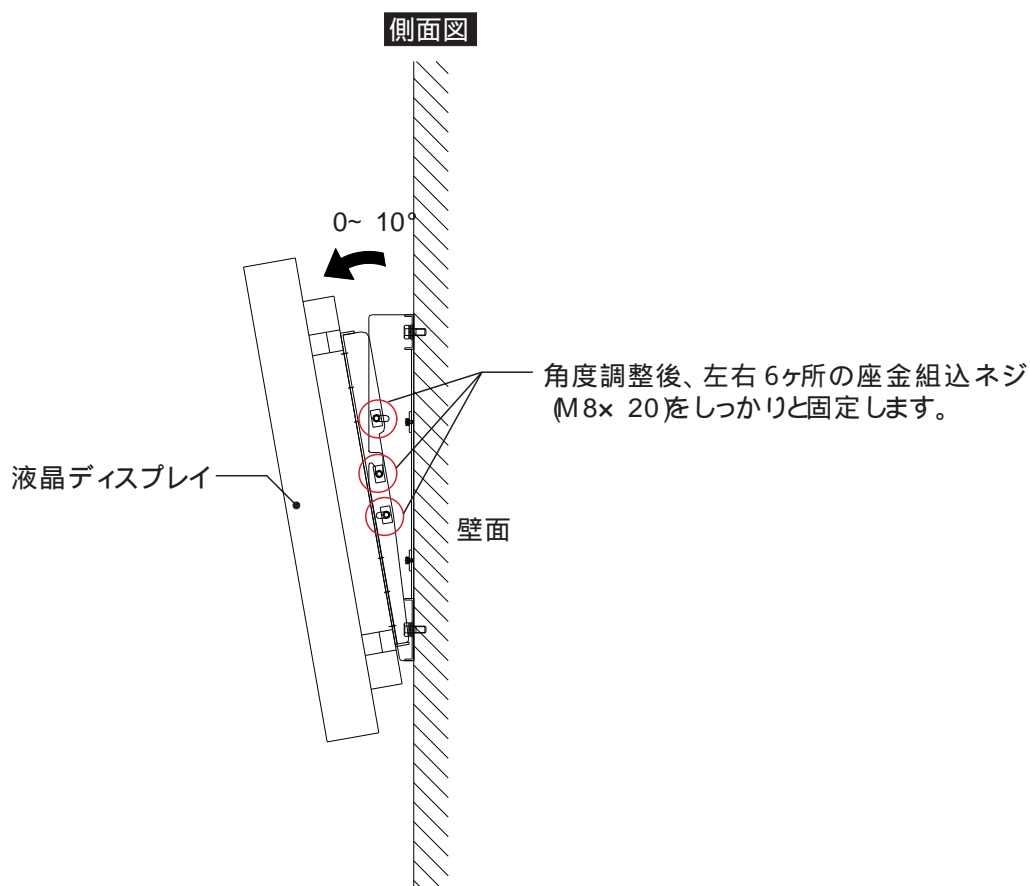 側面図
0~ 10°
角度調整後、左右 6ヶ所の座金組込ネジ
(M 8× 20)をしっかりと固定します。
液晶ディスプレイ
壁面